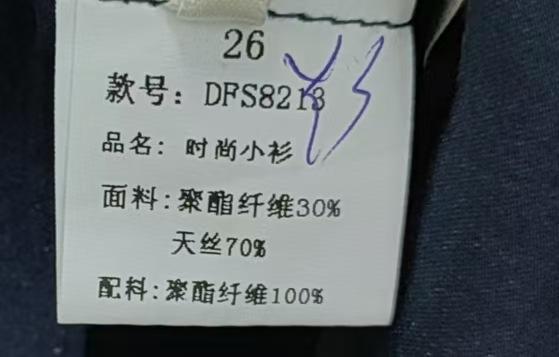 26
款号: DFS8213
品名: 时尚小衫
面料:聚酯纤维30%
天丝70%
配料:聚酯纤维100%